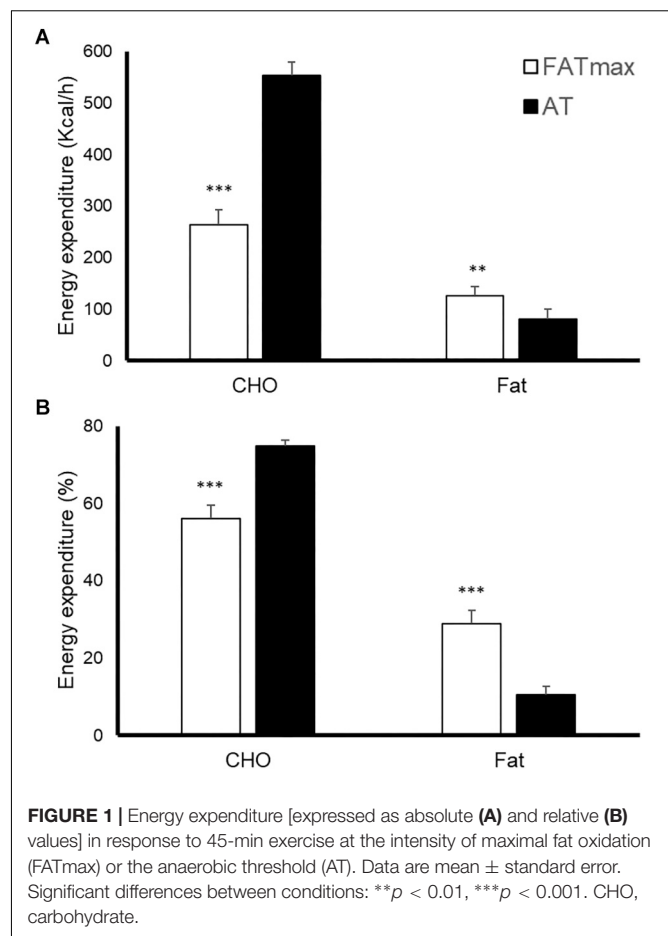 A
Energy expenditure (Kcal/h)
600
500
400
300
200
100
0
FATmax
AT
***
**
CHO
Fat
B
Energy expenditure (%)
80
60
40
20
0
***
***
CHO
Fat
FIGURE 1 | Energy expenditure [expressed as absolute (A) and relative (B)
values] in response to 45-min exercise at the intensity of maximal fat oxidation
(FATmax) or the anaerobic threshold (AT). Data are mean ± standard error.
Significant differences between conditions: **p < 0.01, ***p < 0.001. CHO,
carbohydrate.